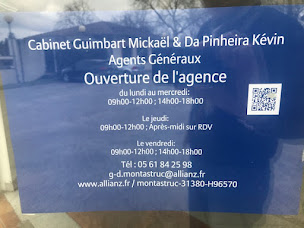 Cabinet Guimbart Mickaël & Da Pinheira Kévin
Agents Généraux
Ouverture de l'agence
du lundi au mercredi:
09h00-12h00 ; 14h00-18h00
Le jeudi:
09h00-12h00 ; Après-midi sur RDV
Le vendredi:
09h00-12h00 ; 14h00-18h00
Tél : 05 61 84 25 98
g-d.montastruc@allianz.fr
www.allianz.fr / montastruc-31380-H96570